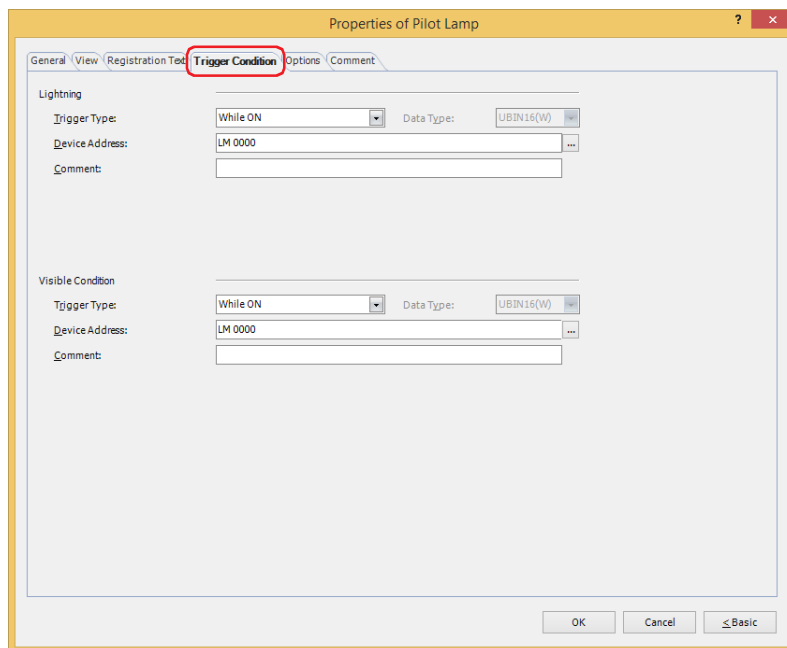 Properties of Pilot Lamp ? ×
General View Registration Text Trigger Condition Options Comment
Lightning
Trigger Type: While ON Data Type: UBIN16(W)
Device Address: LM 0000 ...
Comment:
Visible Condition
Trigger Type: While ON Data Type: UBIN16(W)
Device Address: LM 0000 ...
Comment:
OK Cancel < Basic